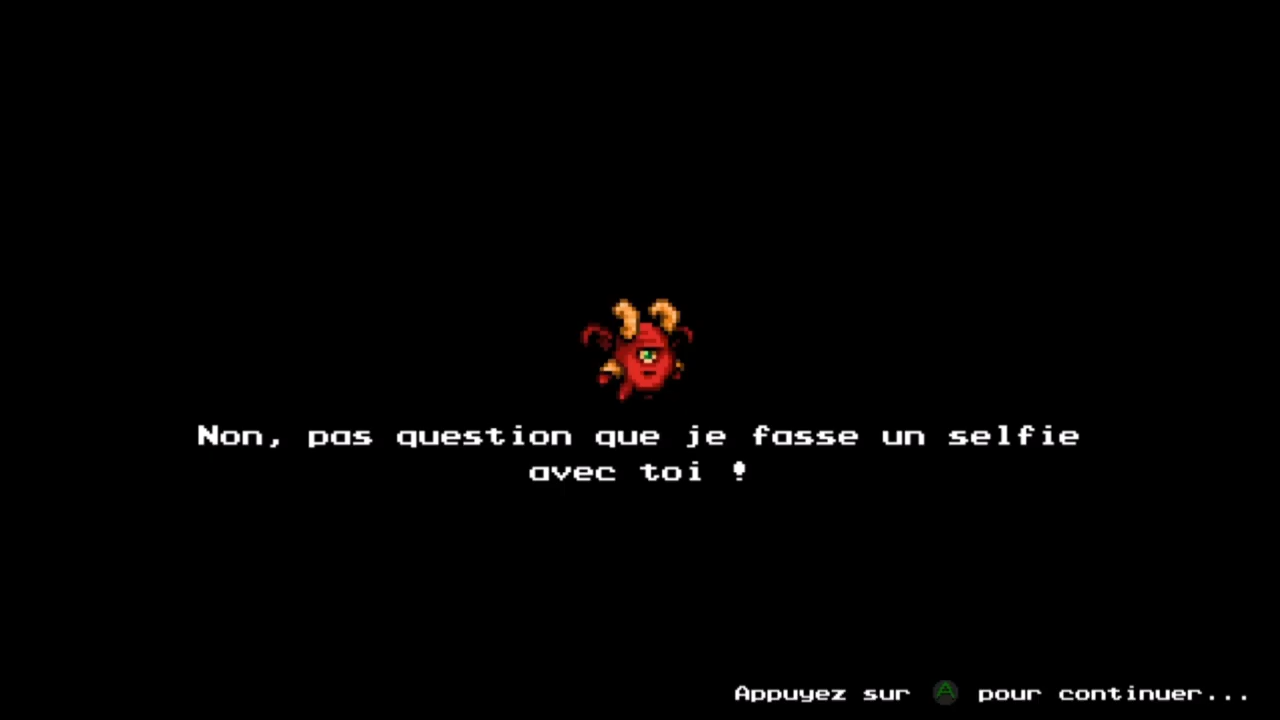 Non, pas question que je fasse un selfie
avec toi !
Appuyez sur A pour continuer...